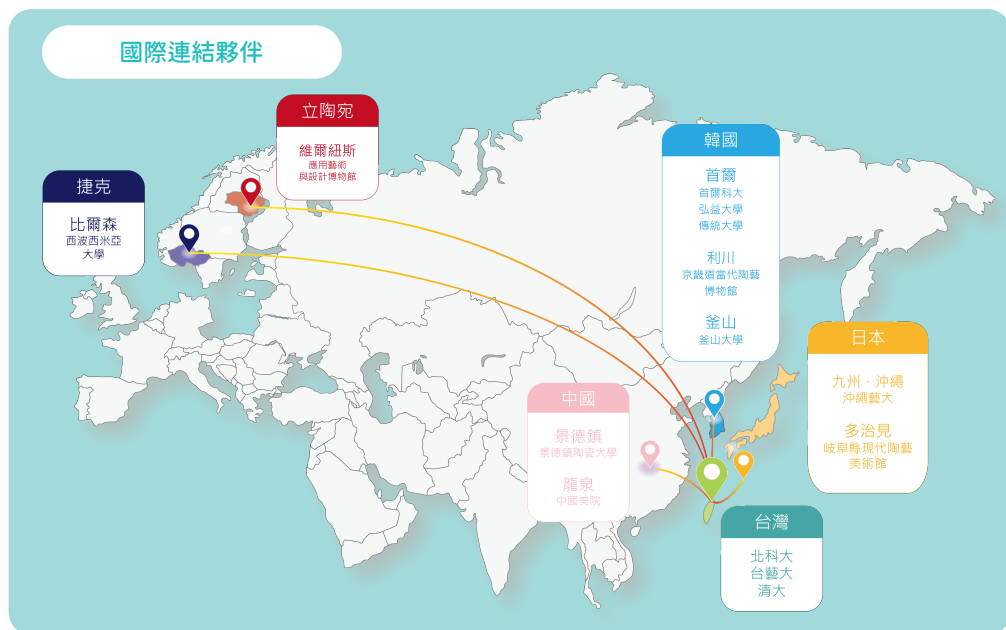 國際連結夥伴
立陶宛
維爾紐斯
應用藝術
與設計博物館
捷克
比爾森
西波西米亞
大學
韓國
首爾
首爾科大
弘益大學
傳統大學
利川
京畿道當代陶藝
博物館
釜山
釜山大學
日本
九州・沖繩
沖繩藝大
多治見
岐阜縣現代陶藝
美術館
中國
景德鎮
景德鎮陶瓷大學
龍泉
中國美院
台灣
北科大
台藝大
清大